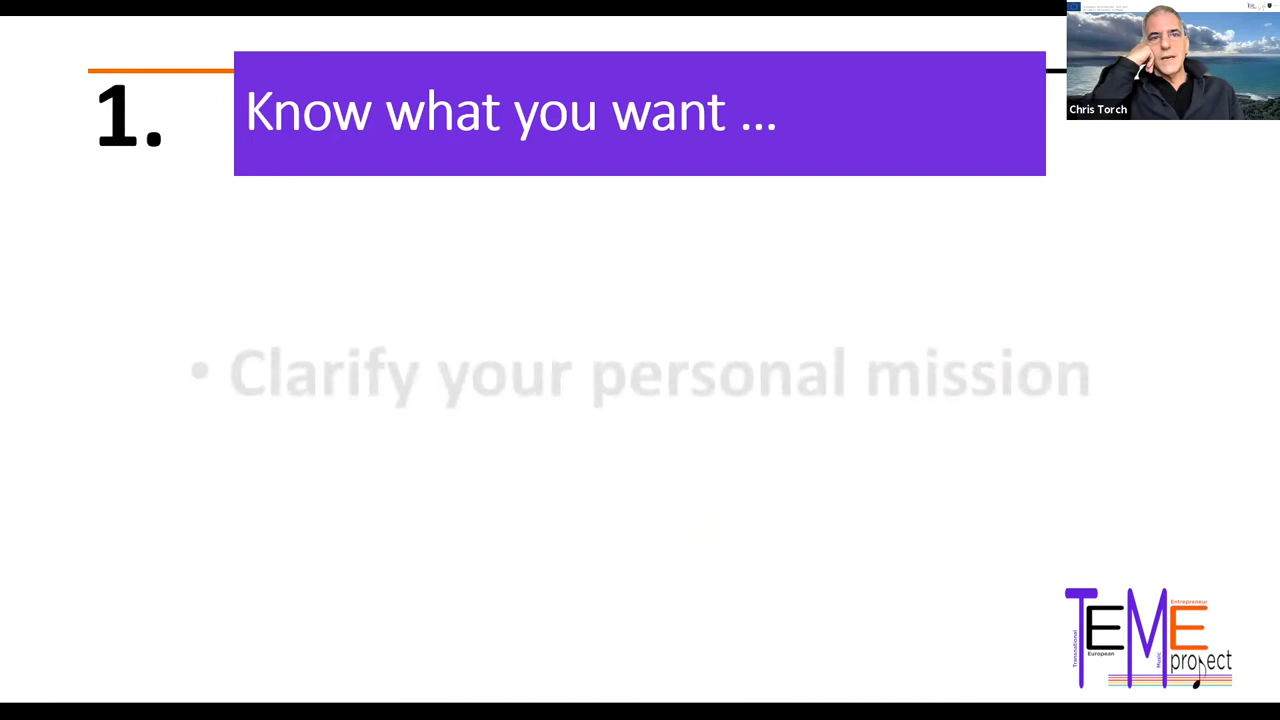 1.
Know what you want ...
Chris Torch
• Clarify your personal mission
TEME
Transnational
European
Music
Entrepreneur
project